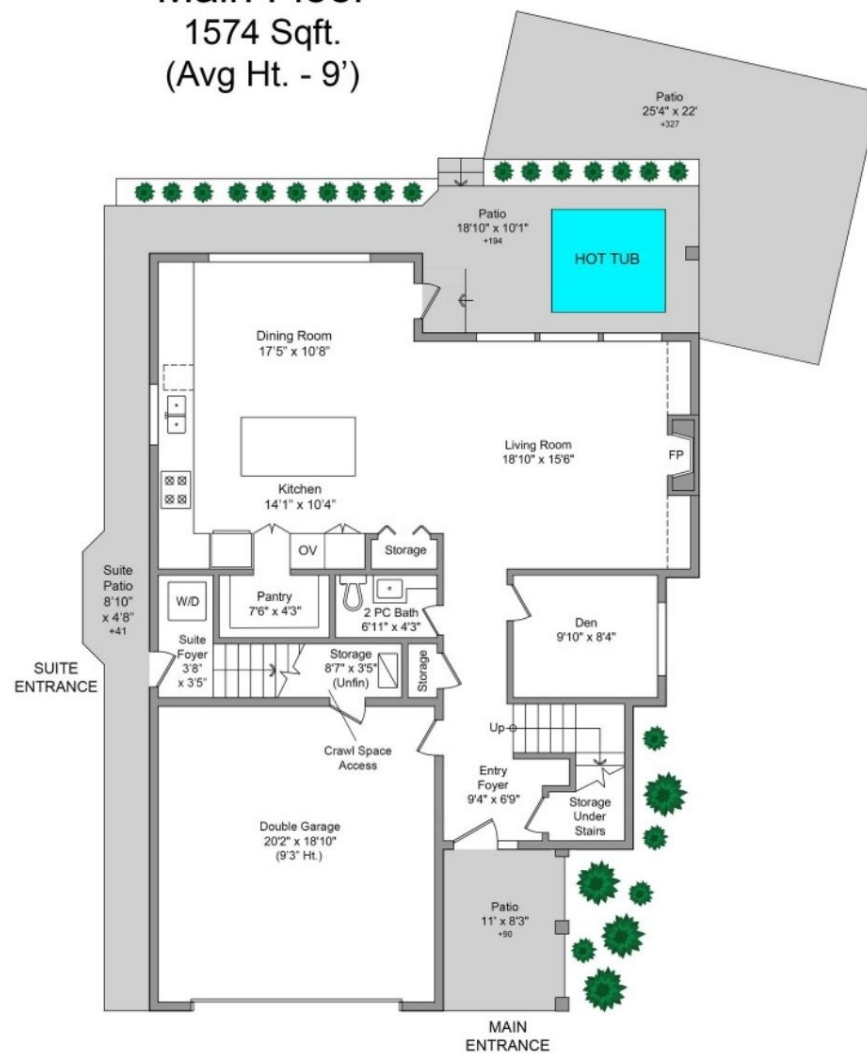 1574 Sqft.
(Avg Ht. - 9')
Patio
25'4" x 22'
+327
Patio
18'10" x 10'1"
+194
HOT TUB
Dining Room
17'5" x 10'8"
Living Room
18'10" x 15'6"
FP
Kitchen
14'1" x 10'4"
OV
Storage
Suite
Patio
8'10"
x 4'8"
+41
W/D
Pantry
7'6" x 4'3"
2 PC Bath
6'11" x 4'3"
Den
9'10" x 8'4"
Suite
Foyer
3'8"
x 3'5"
Storage
8'7" x 3'5"
(Unfin)
Storage
SUITE
ENTRANCE
Crawl Space
Access
Up
Entry
Foyer
9'4" x 6'9"
Storage
Under
Stairs
Double Garage
20'2" x 18'10"
(9'3" Ht.)
Patio
11' x 8'3"
+90
MAIN
ENTRANCE